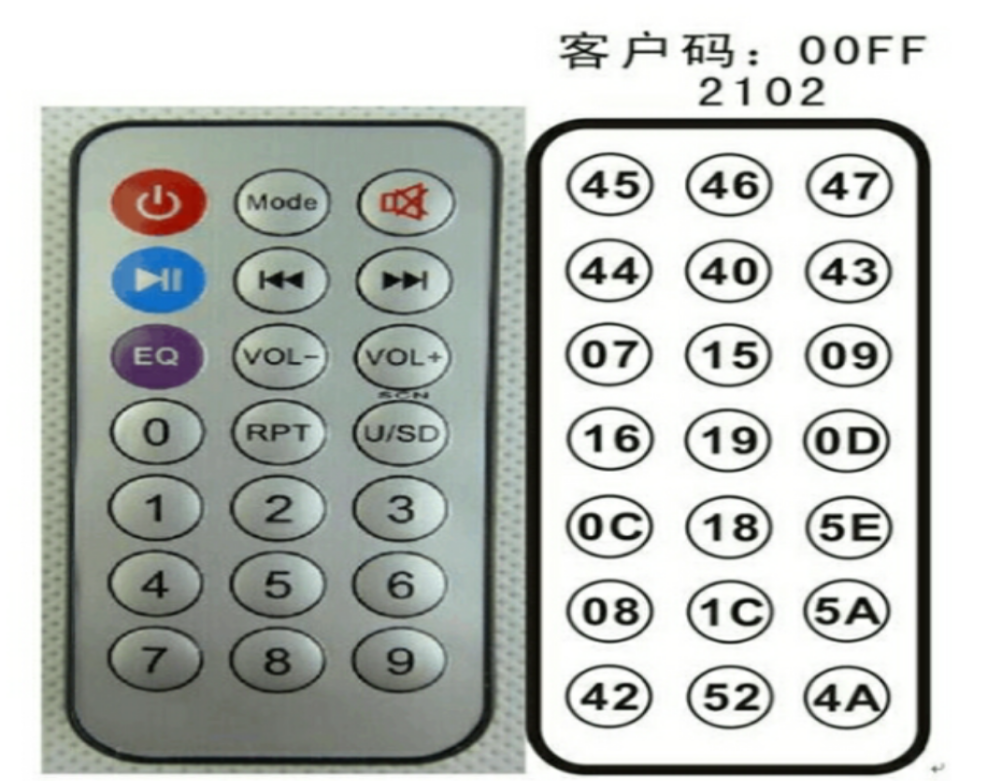 客户码：00FF
2102
Mode
EQ VOL- VOL+
SCN
0 RPT U/SD
1 2 3
4 5 6
7 8 9
45 46 47
44 40 43
07 15 09
16 19 0D
0C 18 5E
08 1C 5A
42 52 4A